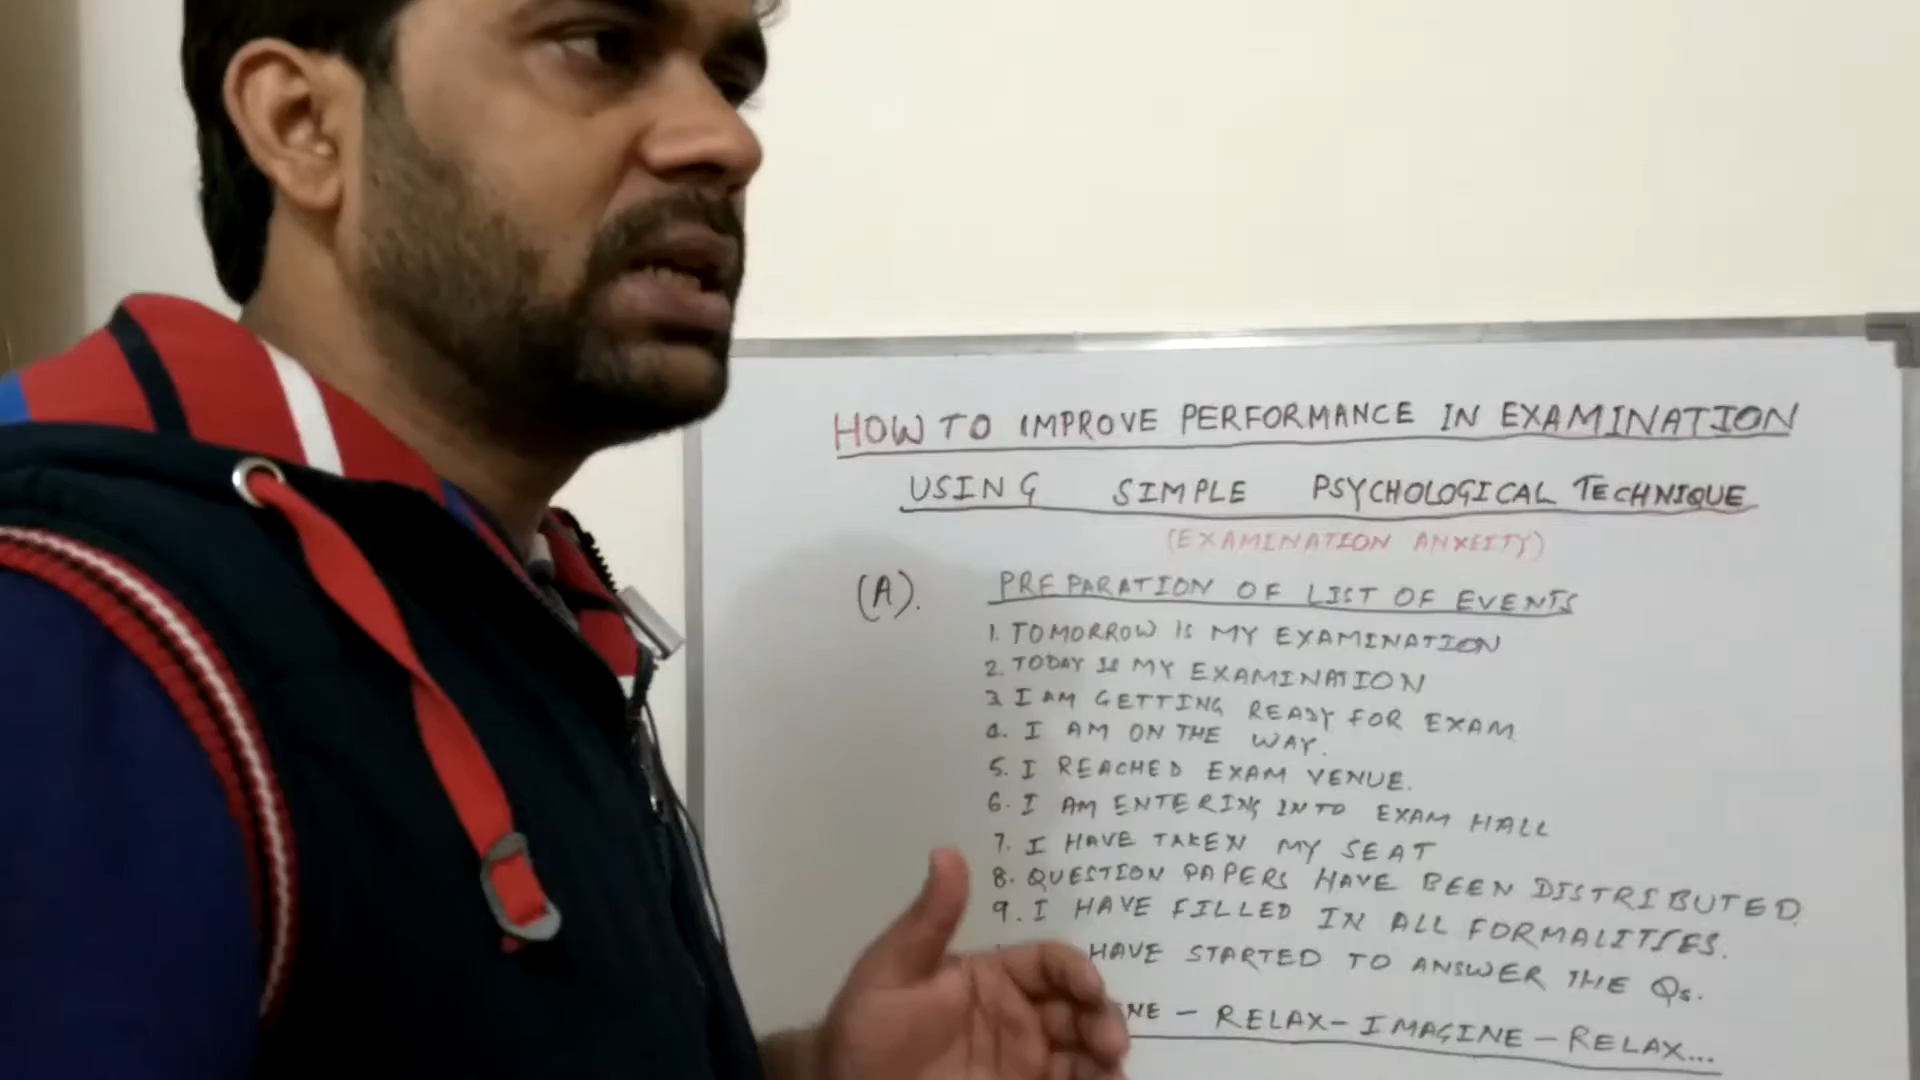 HOW TO IMPROVE PERFORMANCE IN EXAMINATION
USING SIMPLE PSYCHOLOGICAL TECHNIQUE
(EXAMINATION ANXEITY)
(A). PREPARATION OF LIST OF EVENTS
1. TOMORROW IS MY EXAMINATION
2. TODAY IS MY EXAMINATION
3 I AM GETTING READY FOR EXAM
4. I AM ON THE WAY.
5. I REACHED EXAM VENUE.
6. I AM ENTERING INTO EXAM HALL
7. I HAVE TAKEN MY SEAT
8. QUESTION PAPERS HAVE BEEN DISTRIBUTED.
9. I HAVE FILLED IN ALL FORMALITIES.
HAVE STARTED TO ANSWER THE Qs.
NE - RELAX - IMAGINE - RELAX...